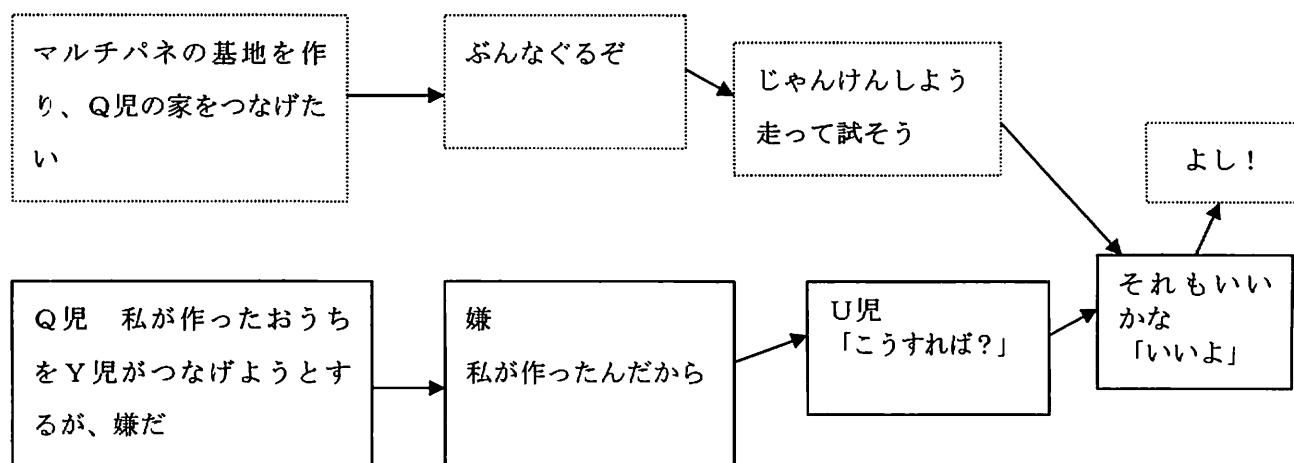 マルチパネの基地を作
り、Q児の家をつなげた
い
ぶんなぐるぞ
じゃんけんしよう
走って試そう
よし！
Q児　私が作ったおうち
をY児がつなげようとす
るが、嫌だ
嫌
私が作ったんだから
U児
「こうすれば？」
それもいい
かな
「いいよ」